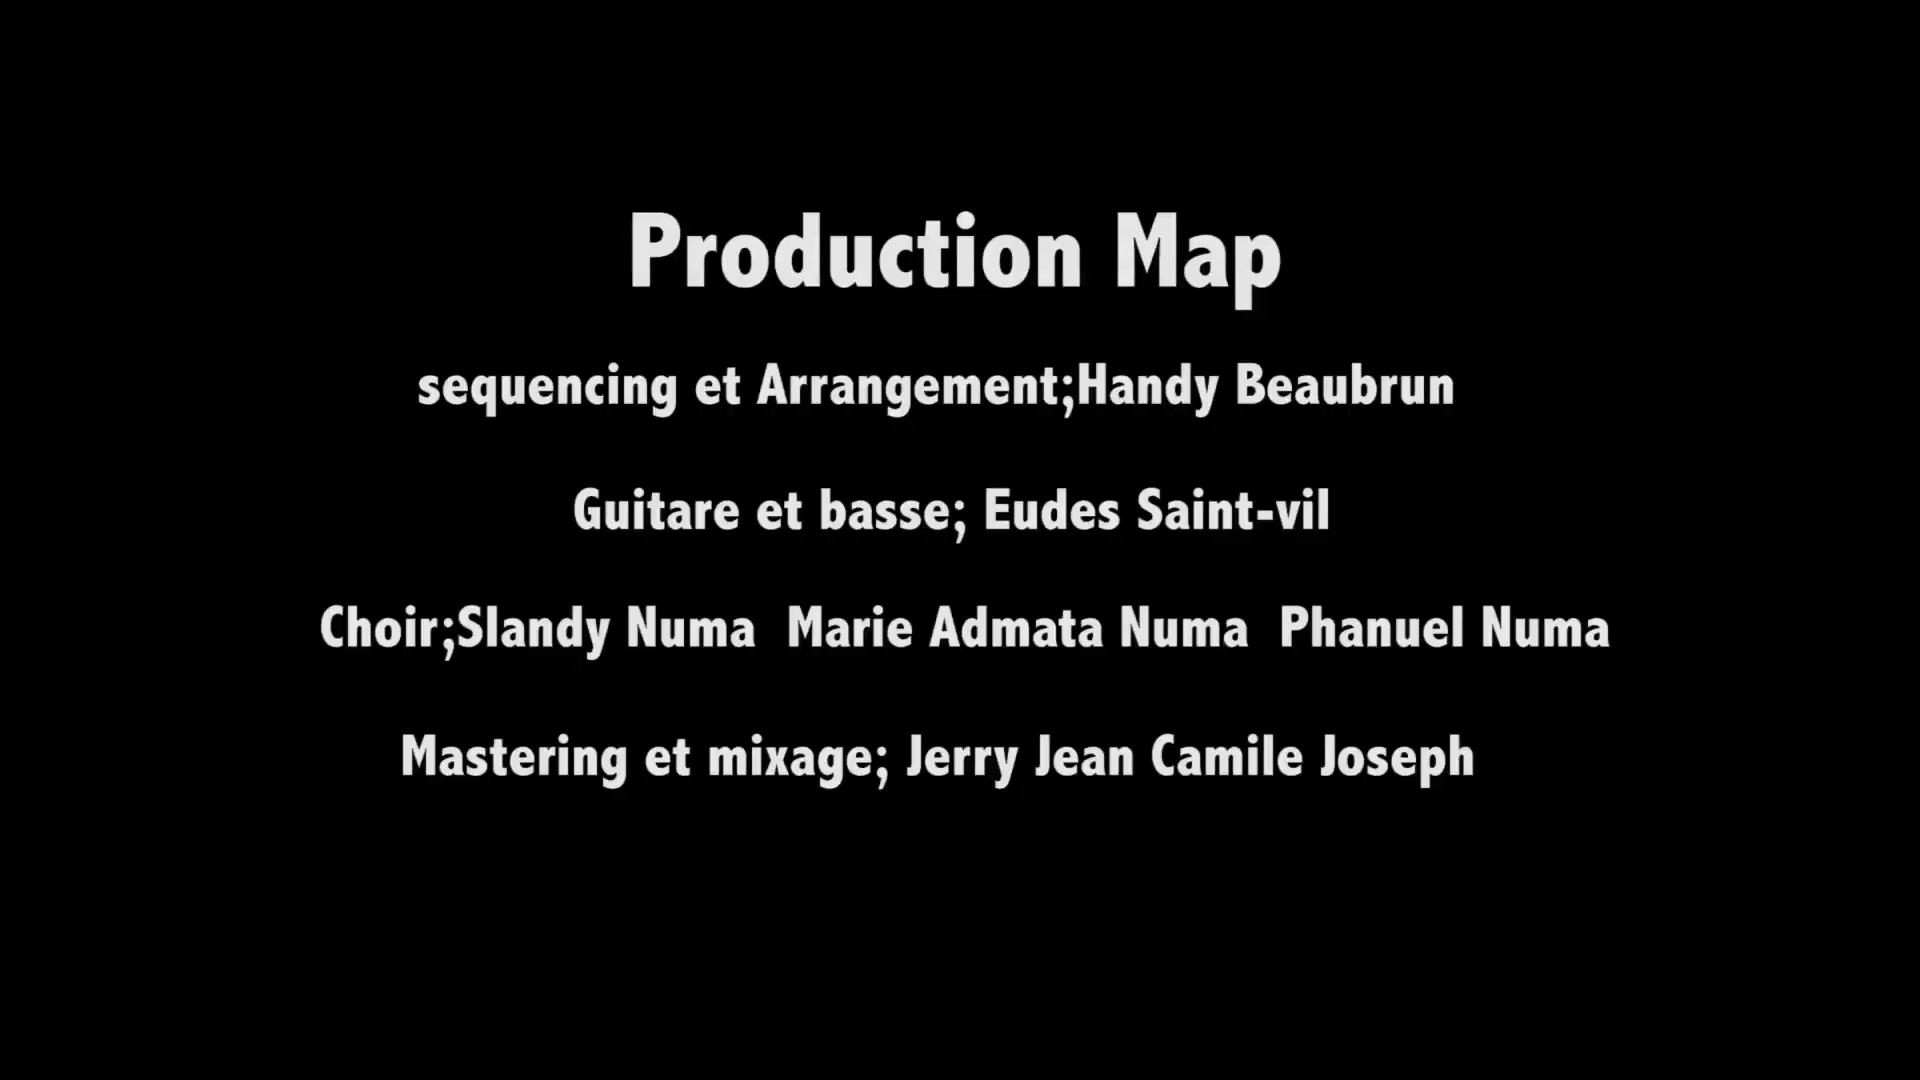 Production Map
sequencing et Arrangement;Handy Beaubrun
Guitare et basse; Eudes Saint-vil
Choir;Slandy Numa  Marie Admata Numa  Phanuel Numa
Mastering et mixage; Jerry Jean Camile Joseph